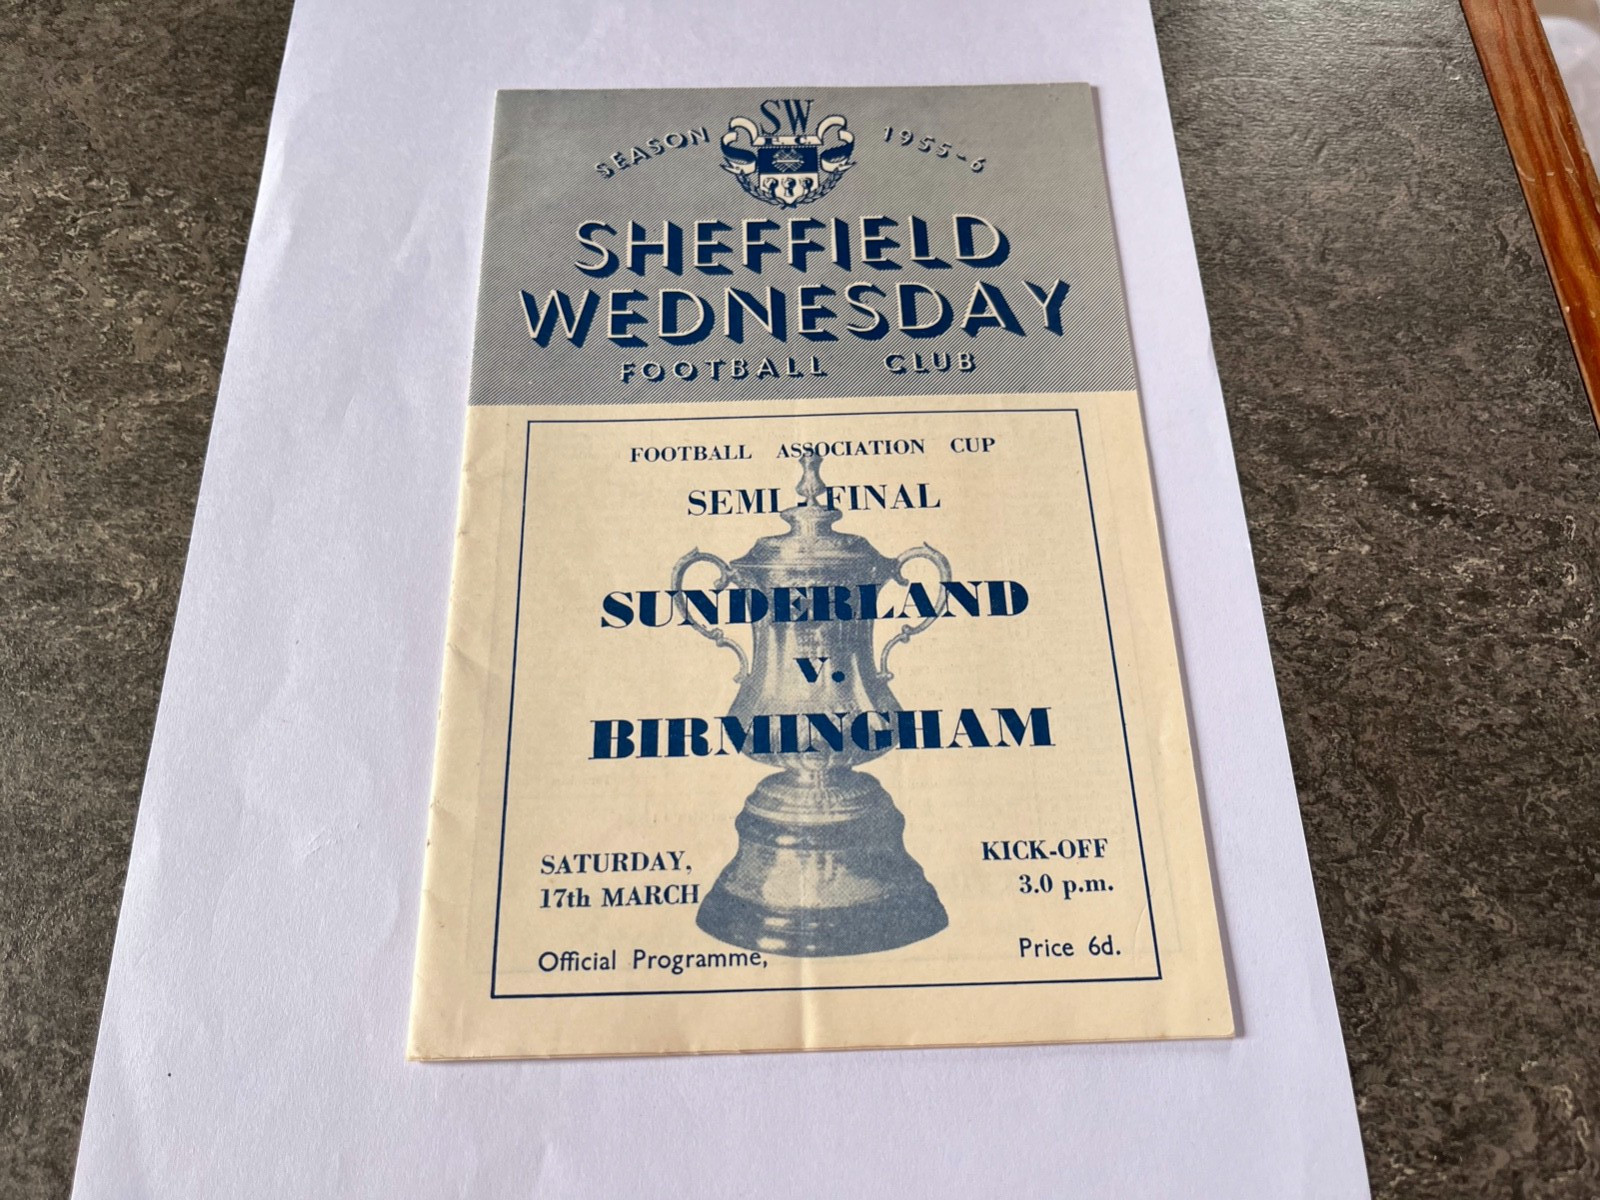 SW
SEASON 1955-6
SHEFFIELD
WEDNESDAY
FOOTBALL CLUB
FOOTBALL ASSOCIATION CUP
SEMI - FINAL
SUNDERLAND
v.
BIRMINGHAM
SATURDAY,
17th MARCH
KICK-OFF
3.0 p.m.
Official Programme,
Price 6d.